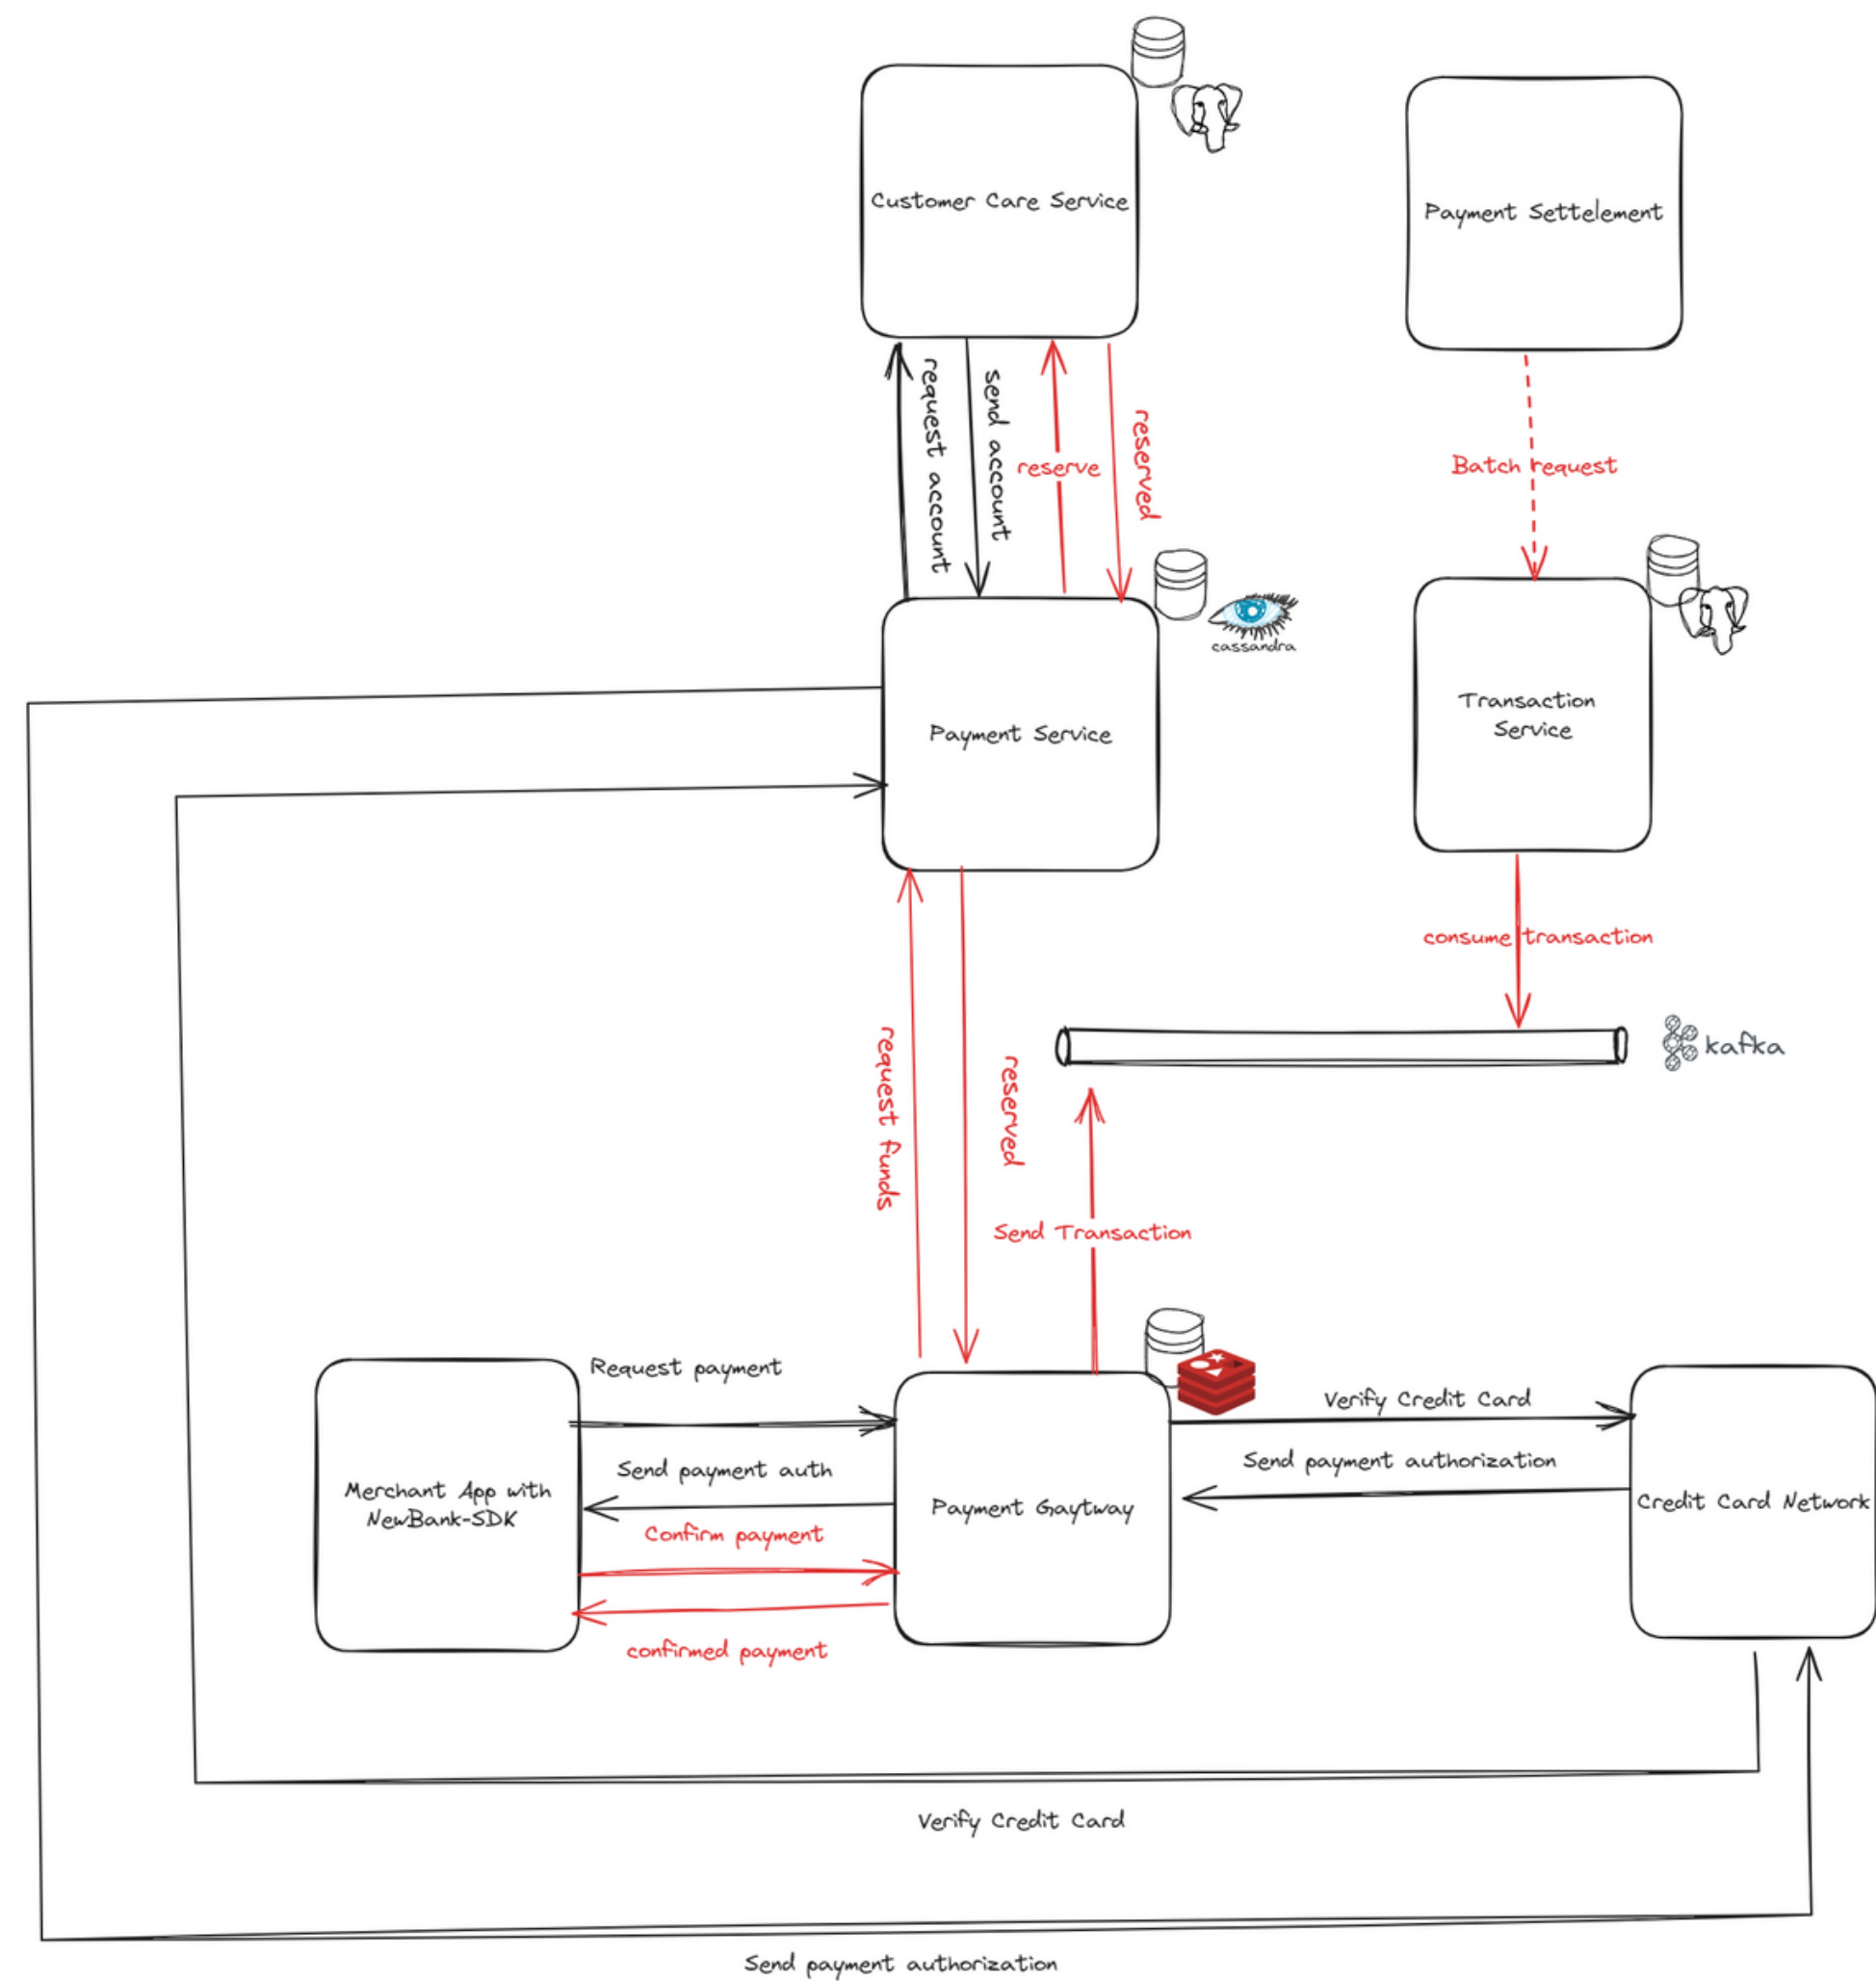 Customer Care Service
Payment Settelement
request account
send account
reserve
reserved
Batch request
cassandra
Payment Service
Transaction
Service
consume transaction
kafka
request funds
reserved
Send Transaction
Request payment
Verify Credit Card
Send payment auth
Send payment authorization
Merchant App with
NewBank-SDK
Payment Gaytway
Credit Card Network
Confirm payment
confirmed payment
Verify Credit Card
Send payment authorization